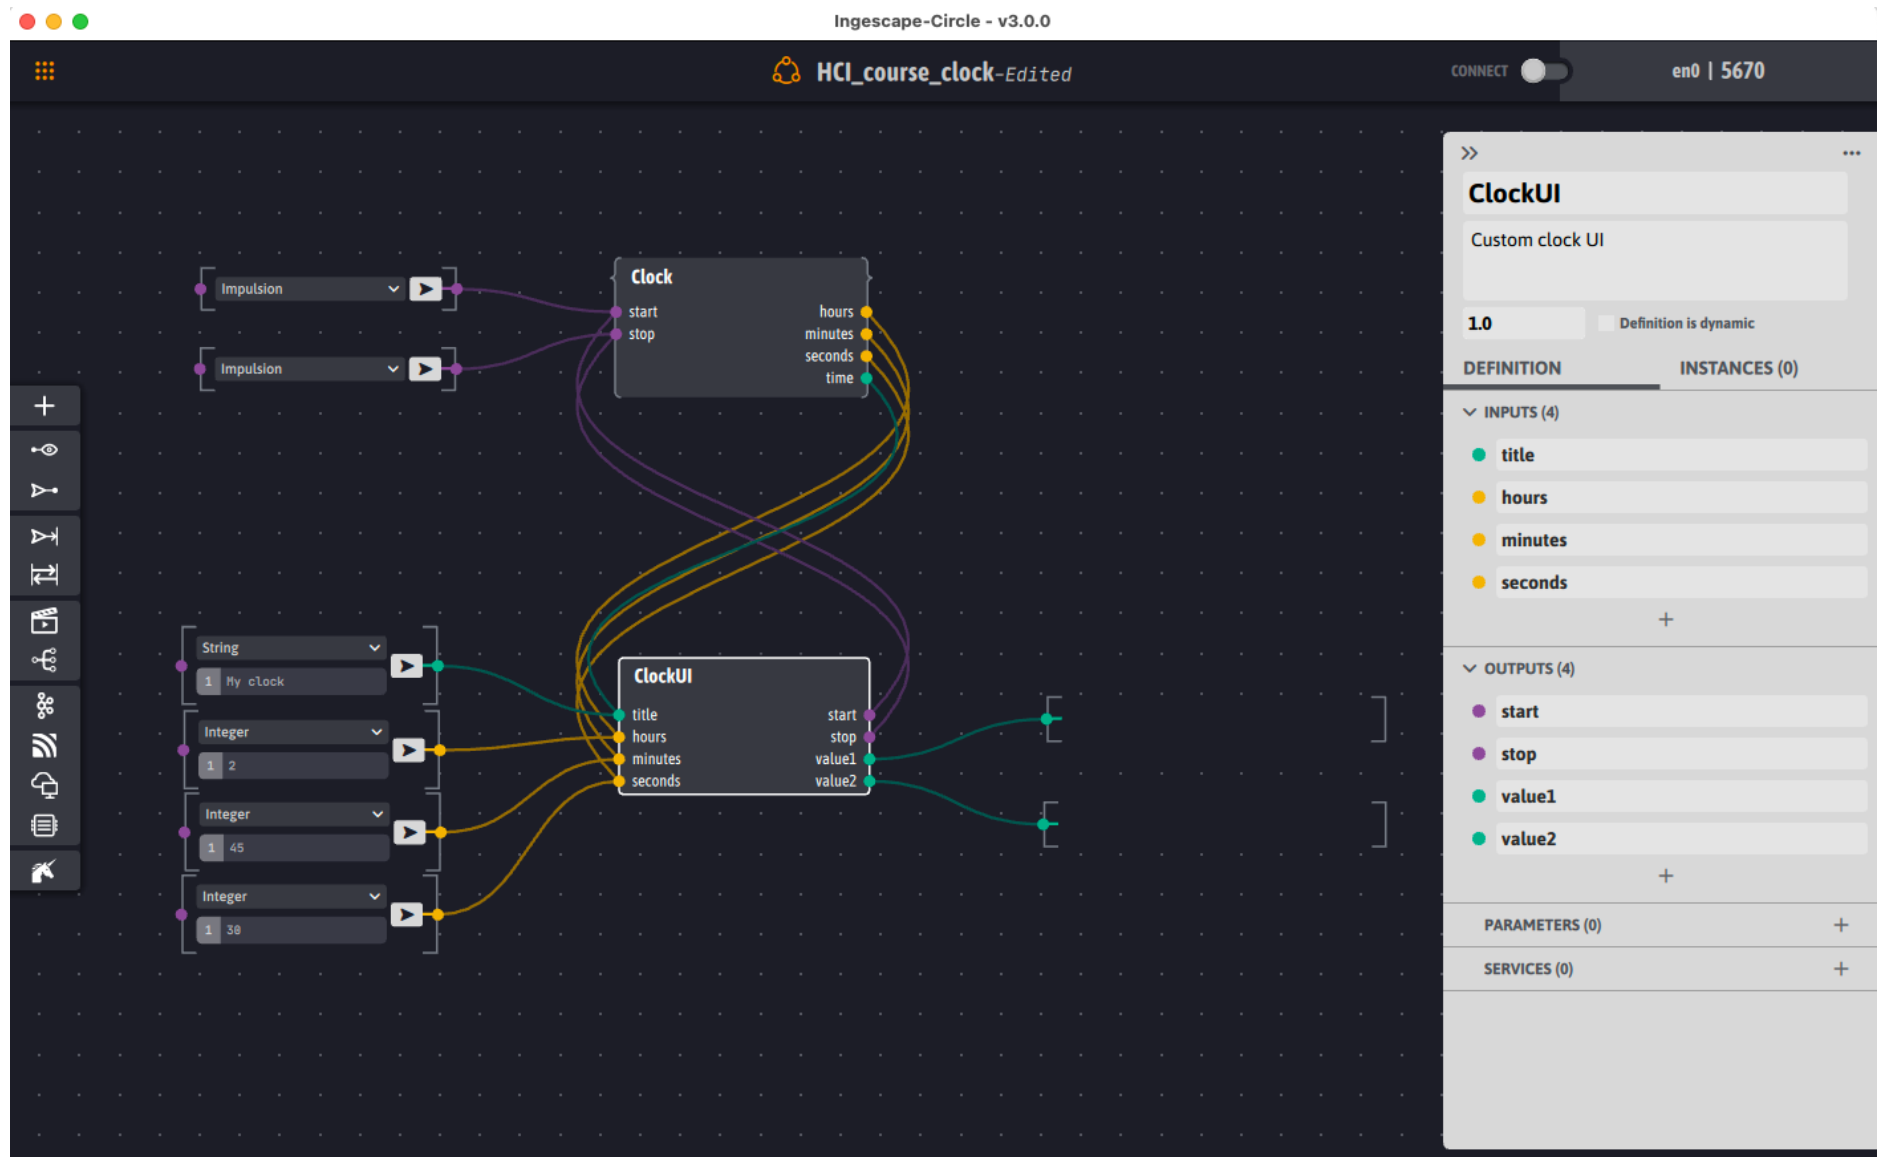 Ingescape-Circle - v3.0.0
HCI_course_clock-Edited
CONNECT
en0 | 5670
Impulsion
Impulsion
Clock
start
stop
hours
minutes
seconds
time
String
1 My clock
Integer
1 2
Integer
1 45
Integer
1 30
ClockUI
title
hours
minutes
seconds
start
stop
value1
value2
ClockUI
Custom clock UI
1.0
Definition is dynamic
DEFINITION
INSTANCES (0)
INPUTS (4)
title
hours
minutes
seconds
OUTPUTS (4)
start
stop
value1
value2
PARAMETERS (0)
SERVICES (0)